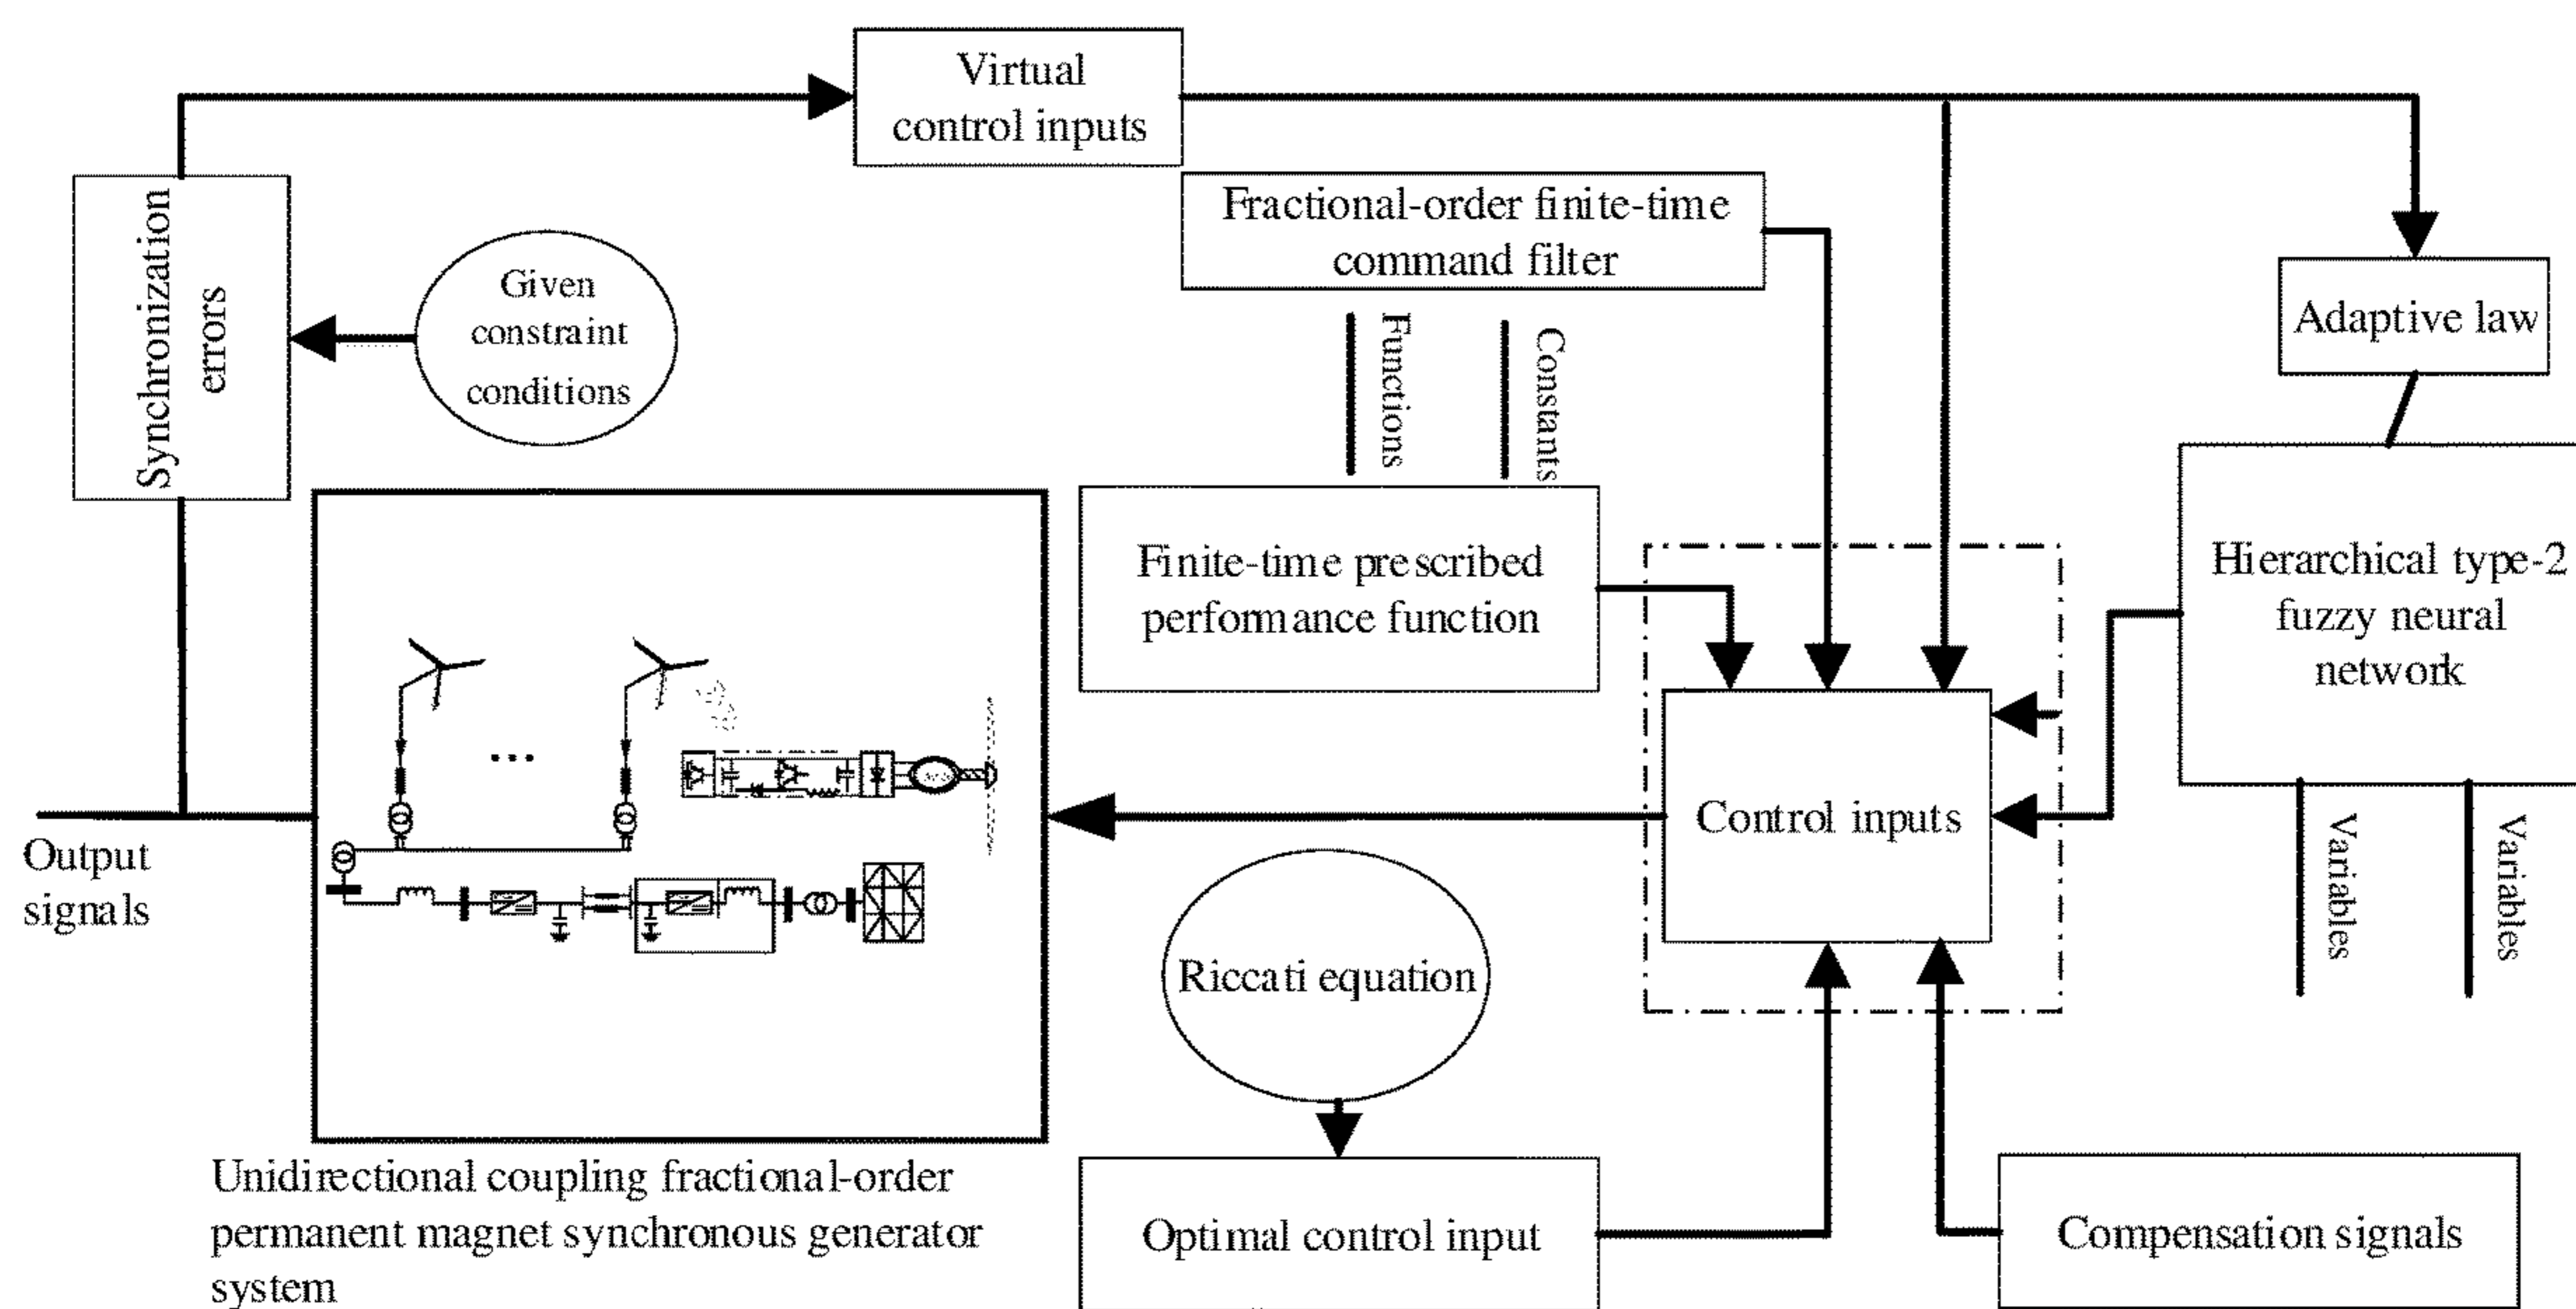 Virtual
control inputs
Fractional-order finite-time
command filter
Synchronization
errors
Given
constraint
conditions
Functions
Constants
Adaptive law
Finite-time prescribed
performance function
Hierarchical type-2
fuzzy neural
network
Control inputs
Output
signals
Variables
Variables
Riccati equation
Unidirectional coupling fractional-order
permanent magnet synchronous generator
system
Optimal control input
Compensation signals